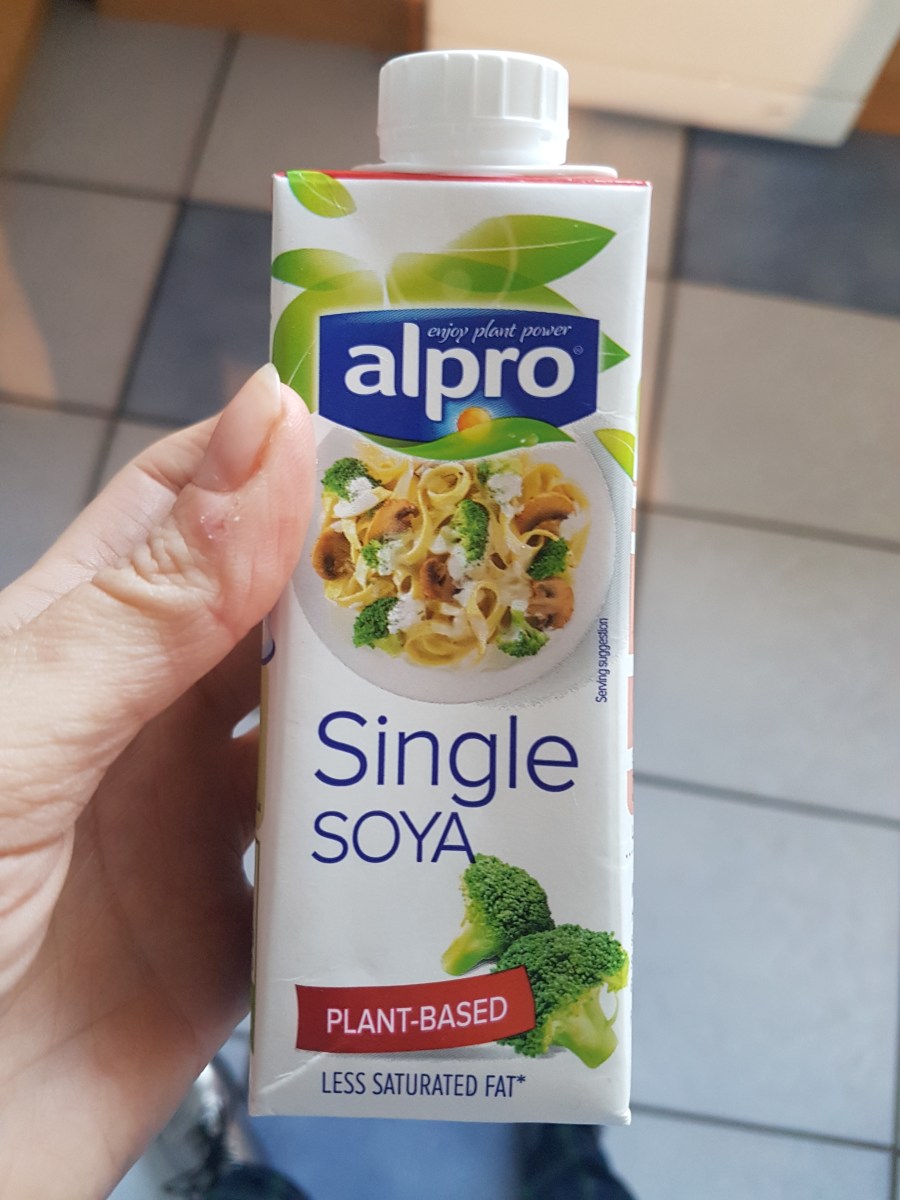 enjoy plant power
alpro®
Serving suggestion
Single
SOYA
PLANT-BASED
LESS SATURATED FAT*